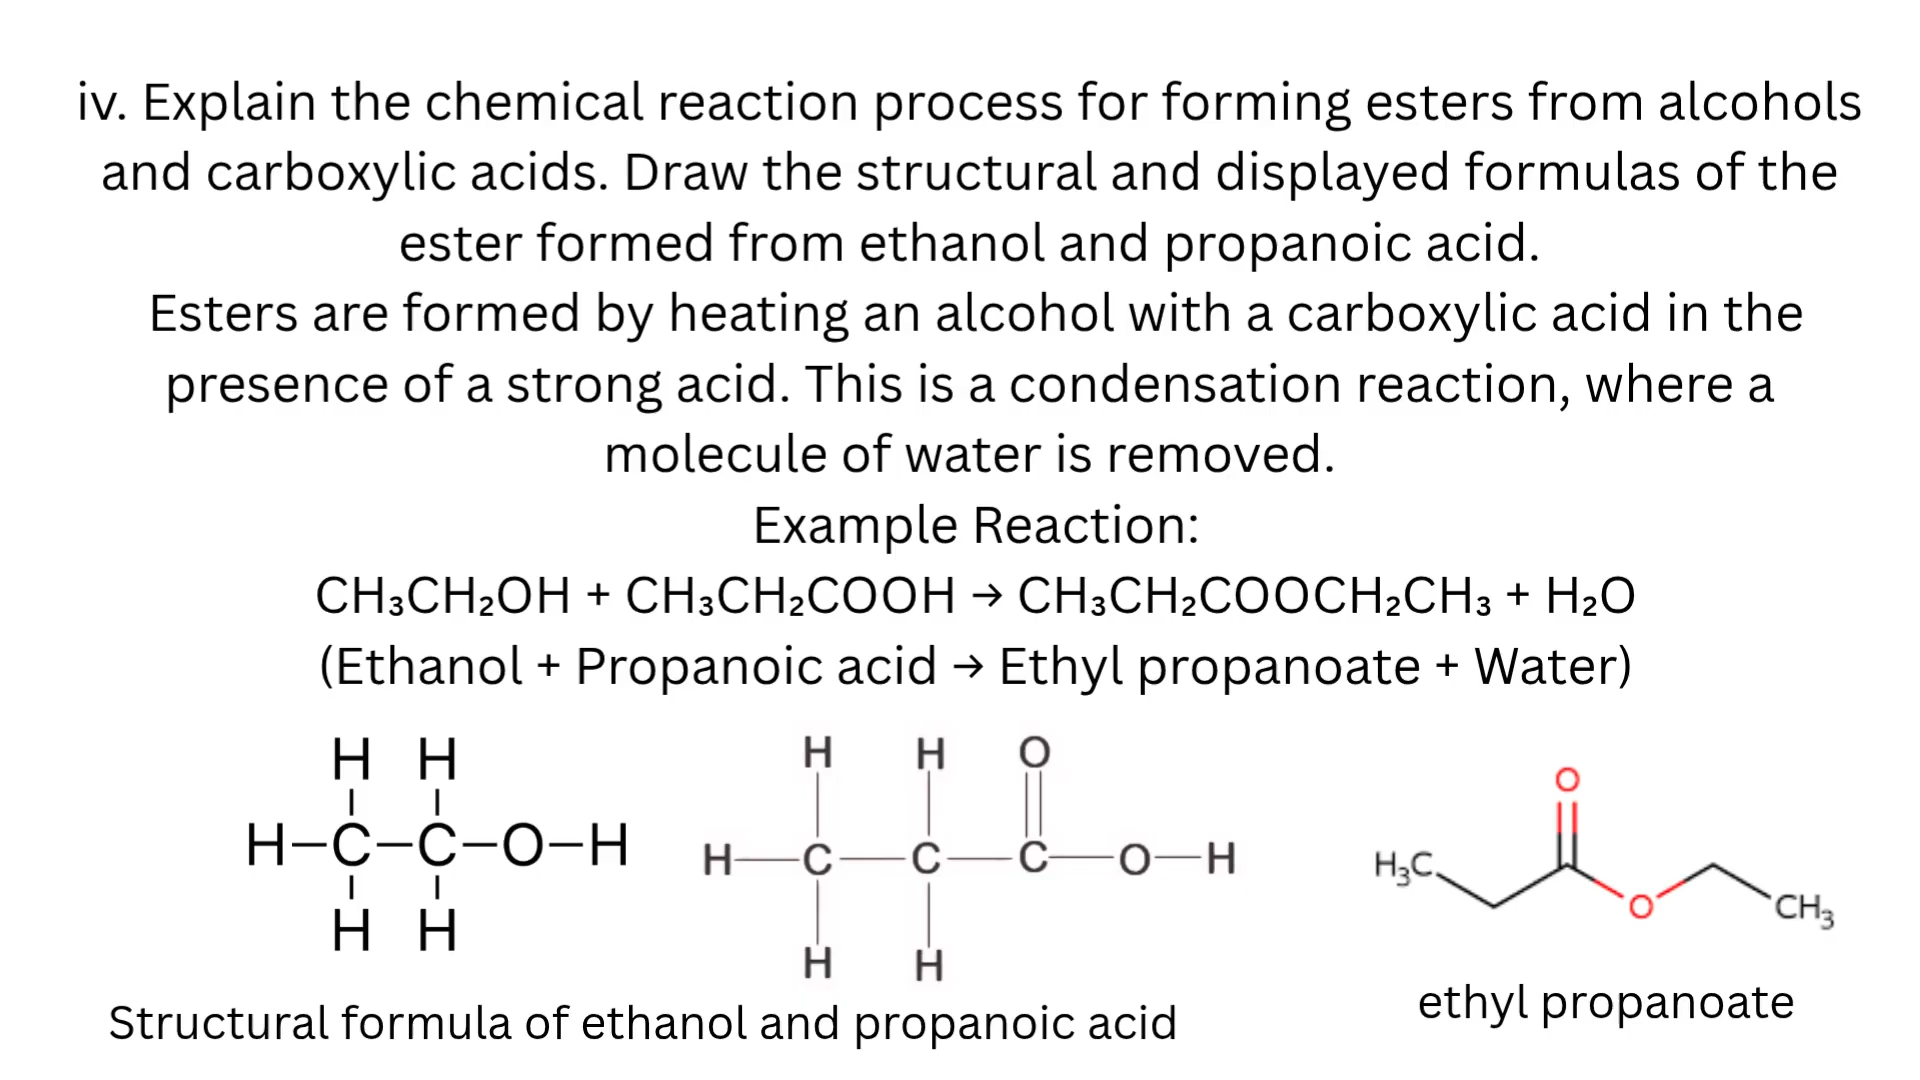 iv. Explain the chemical reaction process for forming esters from alcohols
and carboxylic acids. Draw the structural and displayed formulas of the
ester formed from ethanol and propanoic acid.
Esters are formed by heating an alcohol with a carboxylic acid in the
presence of a strong acid. This is a condensation reaction, where a
molecule of water is removed.
Example Reaction:
CH₃CH₂OH + CH₃CH₂COOH → CH₃CH₂COOCH₂CH₃ + H₂O
(Ethanol + Propanoic acid → Ethyl propanoate + Water)
H H
H–C–C–O–H
H H
H H O
H–C–C–C–O–H
H H
O
H₃C
O
CH₃
ethyl propanoate
Structural formula of ethanol and propanoic acid